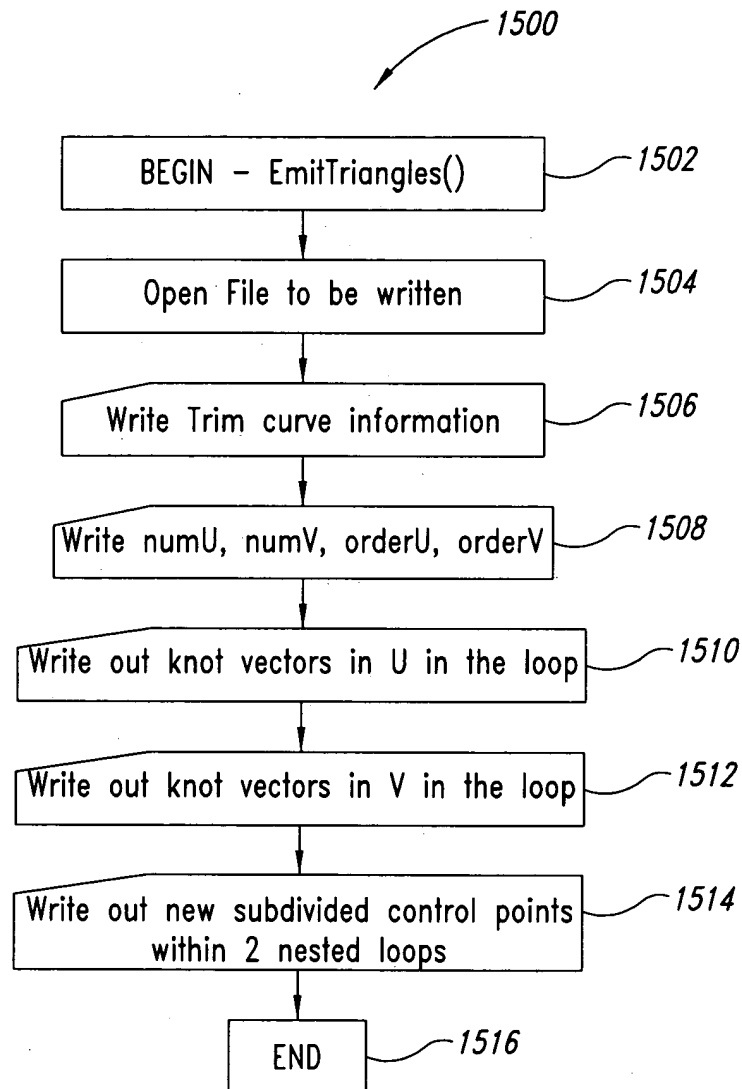 1500
BEGIN - EmitTriangles()
1502
Open File to be written
1504
Write Trim curve information
1506
Write numU, numV, orderU, orderV
1508
Write out knot vectors in U in the loop
1510
Write out knot vectors in V in the loop
1512
Write out new subdivided control points
within 2 nested loops
1514
END
1516